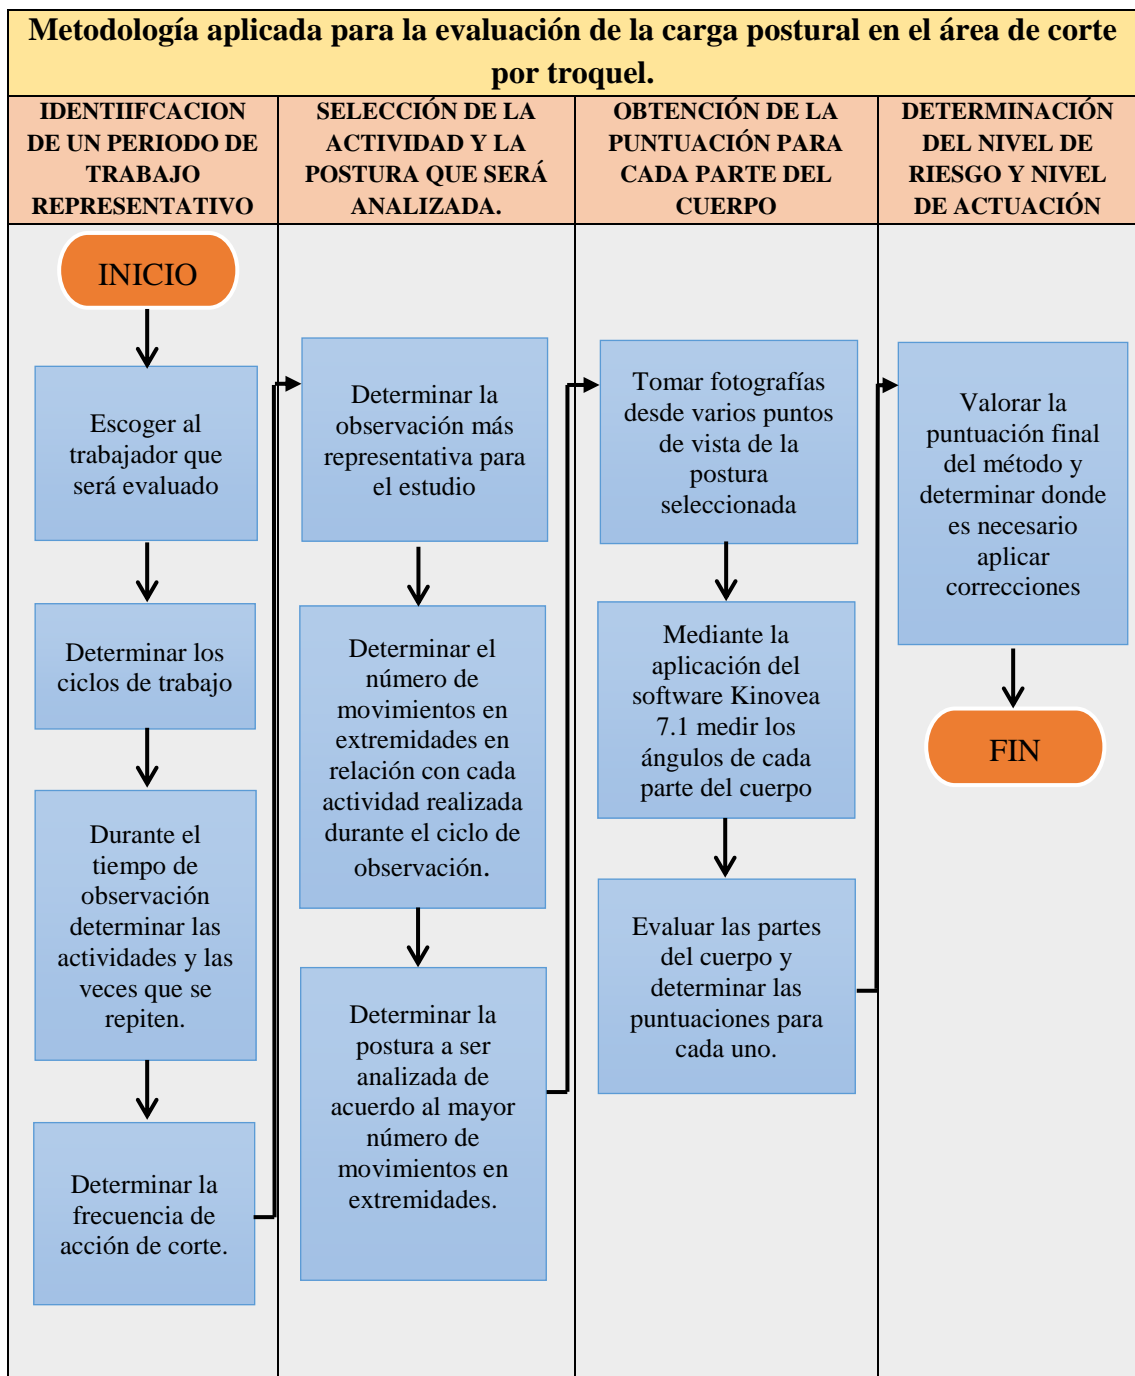 Metodología aplicada para la evaluación de la carga postural en el área de corte
por troquel.
IDENTIIFCACION
DE UN PERIODO DE
TRABAJO
REPRESENTATIVO
SELECCIÓN DE LA
ACTIVIDAD Y LA
POSTURA QUE SERÁ
ANALIZADA.
OBTENCIÓN DE LA
PUNTUACIÓN PARA
CADA PARTE DEL
CUERPO
DETERMINACIÓN
DEL NIVEL DE
RIESGO Y NIVEL
DE ACTUACIÓN
INICIO
Escoger al
trabajador que
será evaluado
Determinar los
ciclos de trabajo
Durante el
tiempo de
observación
determinar las
actividades y las
veces que se
repiten.
Determinar la
frecuencia de
acción de corte.
Determinar la
observación más
representativa para
el estudio
Determinar el
número de
movimientos en
extremidades en
relación con cada
actividad realizada
durante el ciclo de
observación.
Determinar la
postura a ser
analizada de
acuerdo al mayor
número de
movimientos en
extremidades.
Tomar fotografías
desde varios puntos
de vista de la
postura
seleccionada
Mediante la
aplicación del
software Kinovea
7.1 medir los
ángulos de cada
parte del cuerpo
Evaluar las partes
del cuerpo y
determinar las
puntuaciones para
cada uno.
Valorar la
puntuación final
del método y
determinar donde
es necesario
aplicar
correcciones
FIN